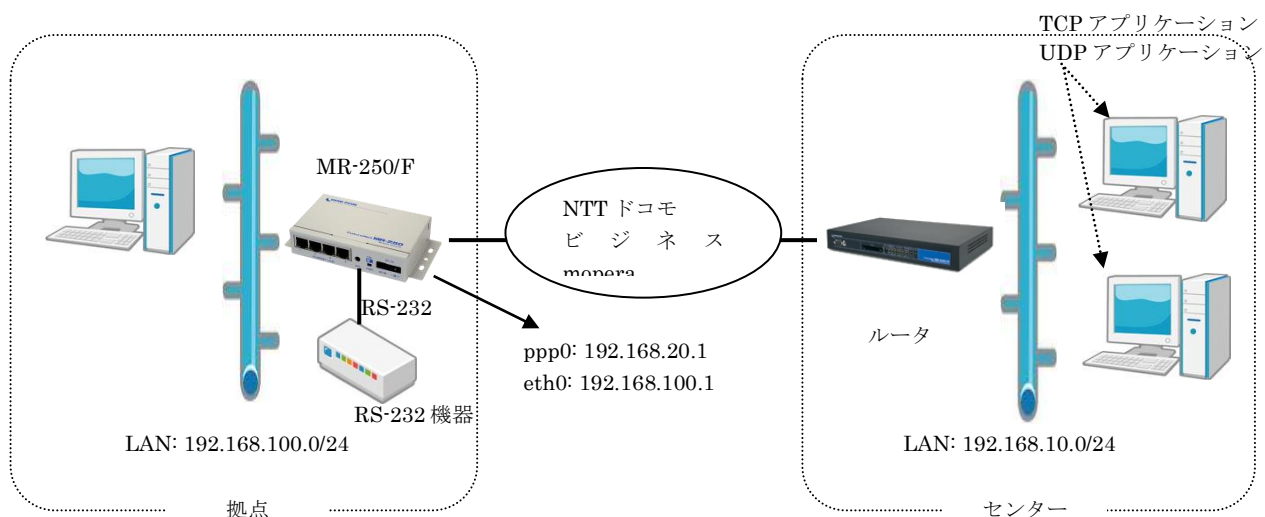 TCP アプリケーション
UDP アプリケーション
MR-250/F
NTT ドコモ
ビジネス
mopera
RS-232
ルータ
ppp0: 192.168.20.1
eth0: 192.168.100.1
RS-232 機器
LAN: 192.168.100.0/24
LAN: 192.168.10.0/24
拠点
センター